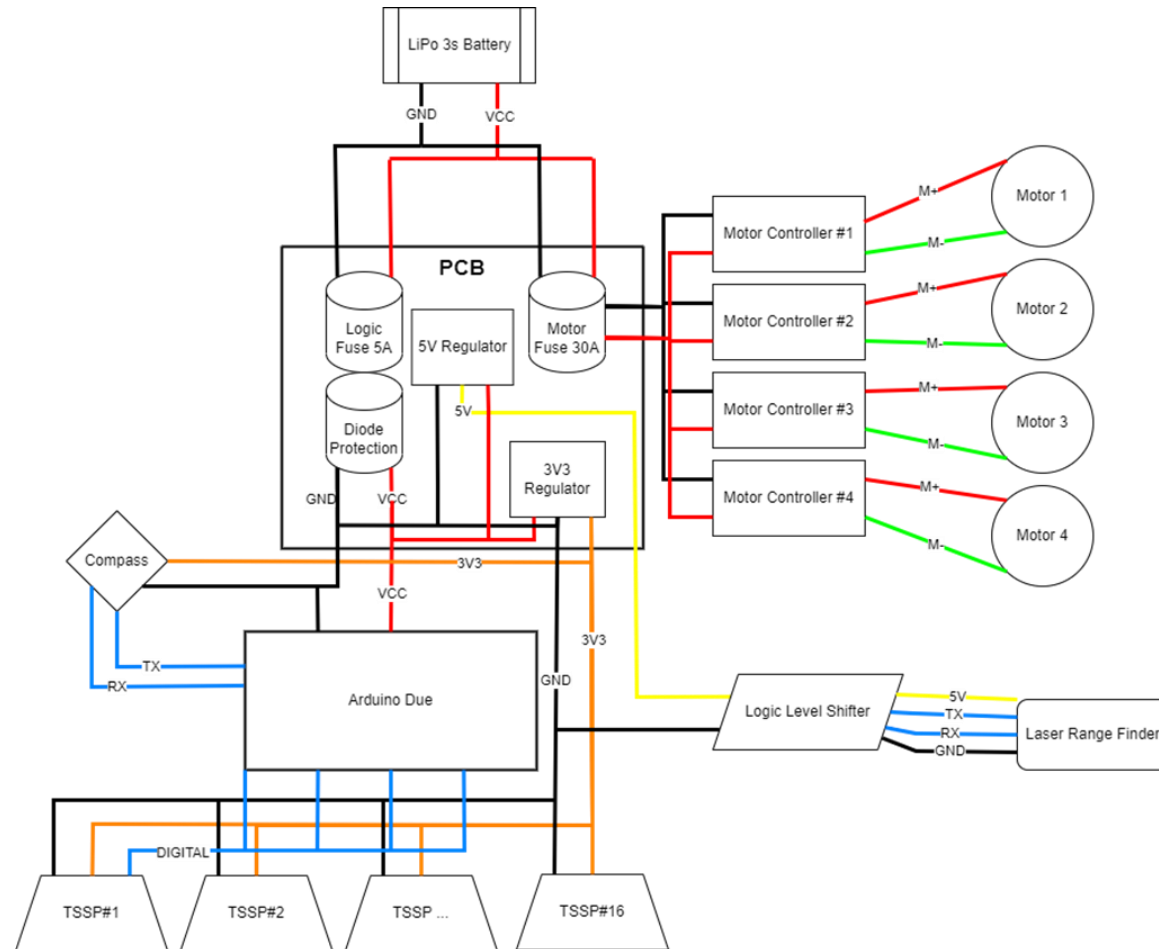 LiPo 3s Battery
GND
VCC
PCB
Logic
Fuse 5A
5V Regulator
Motor
Fuse 30A
Diode
Protection
5V
3V3
Regulator
GND
VCC
Motor Controller #1
M+
M-
Motor 1
Motor Controller #2
M+
M-
Motor 2
Motor Controller #3
M+
M-
Motor 3
Motor Controller #4
M+
M-
Motor 4
Compass
3V3
VCC
TX
RX
Arduino Due
3V3
GND
Logic Level Shifter
5V
TX
RX
GND
Laser Range Finder
DIGITAL
TSSP#1
TSSP#2
TSSP ...
TSSP#16